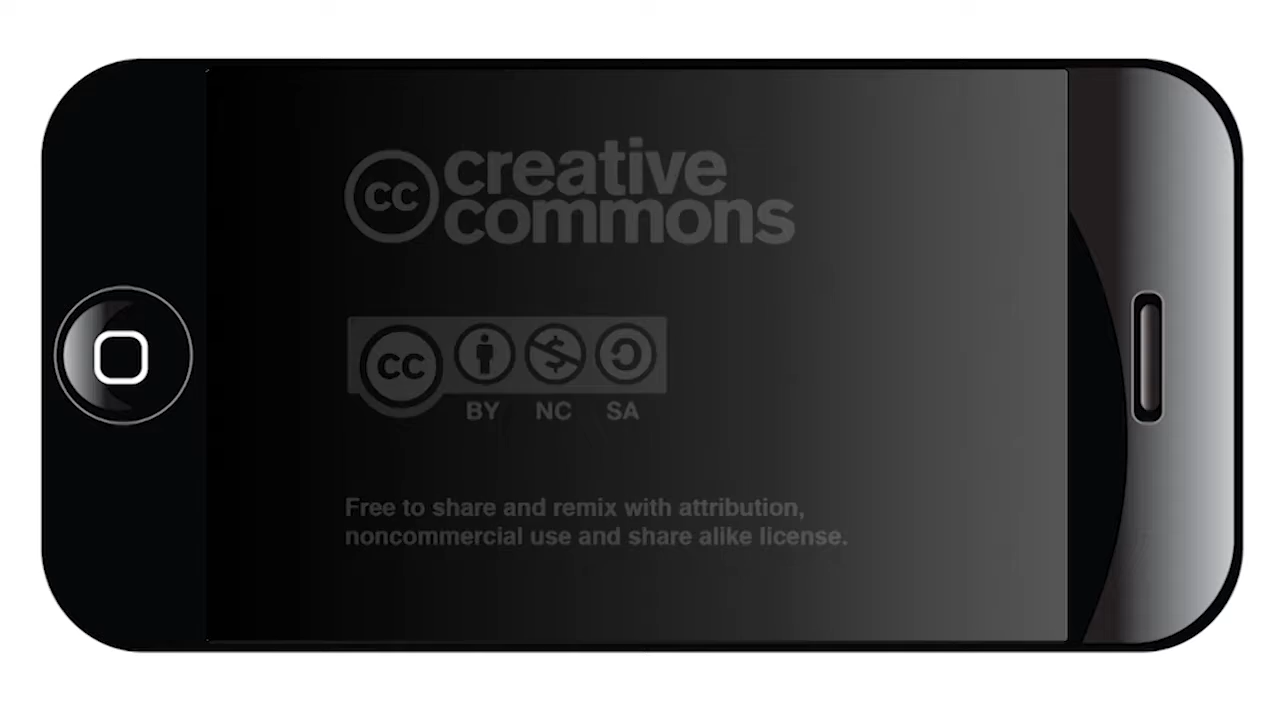 cc creative
commons
cc
BY NC SA
Free to share and remix with attribution,
noncommercial use and share alike license.